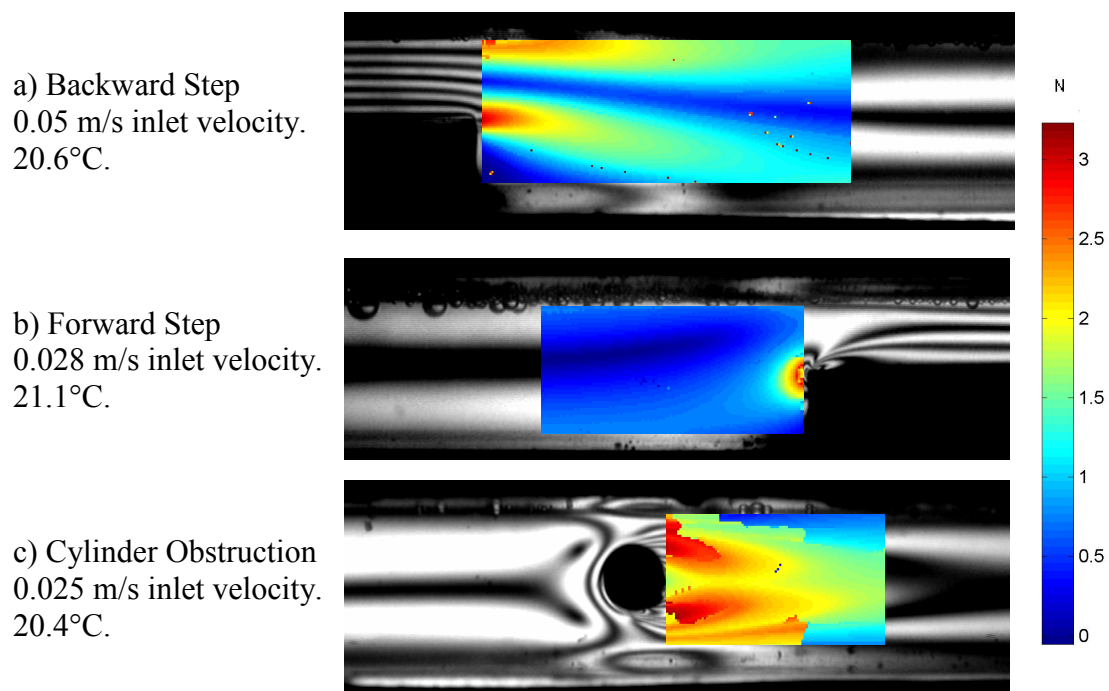 a) Backward Step
0.05 m/s inlet velocity.
20.6°C.
b) Forward Step
0.028 m/s inlet velocity.
21.1°C.
c) Cylinder Obstruction
0.025 m/s inlet velocity.
20.4°C.
N
3
2.5
2
1.5
1
0.5
0